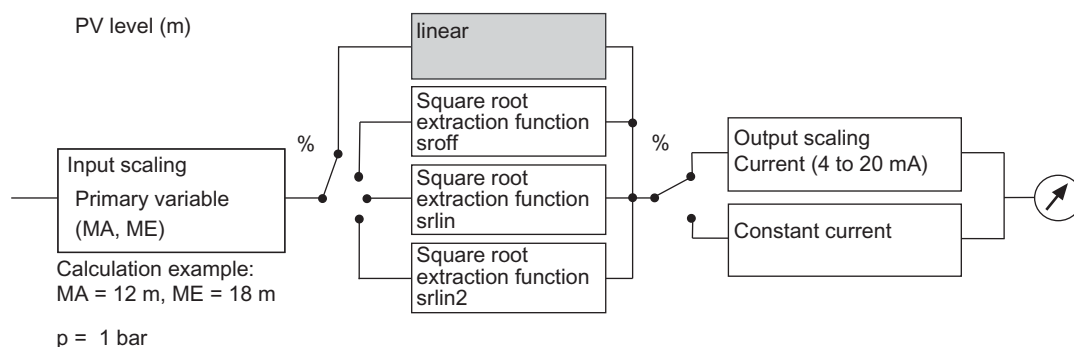 PV level (m)
linear
Square root
extraction function
sroff
%
%
Input scaling
Primary variable
(MA, ME)
Square root
extraction function
srlin
Output scaling
Current (4 to 20 mA)
Constant current
Square root
extraction function
srlin2
Calculation example:
MA = 12 m, ME = 18 m
p = 1 bar